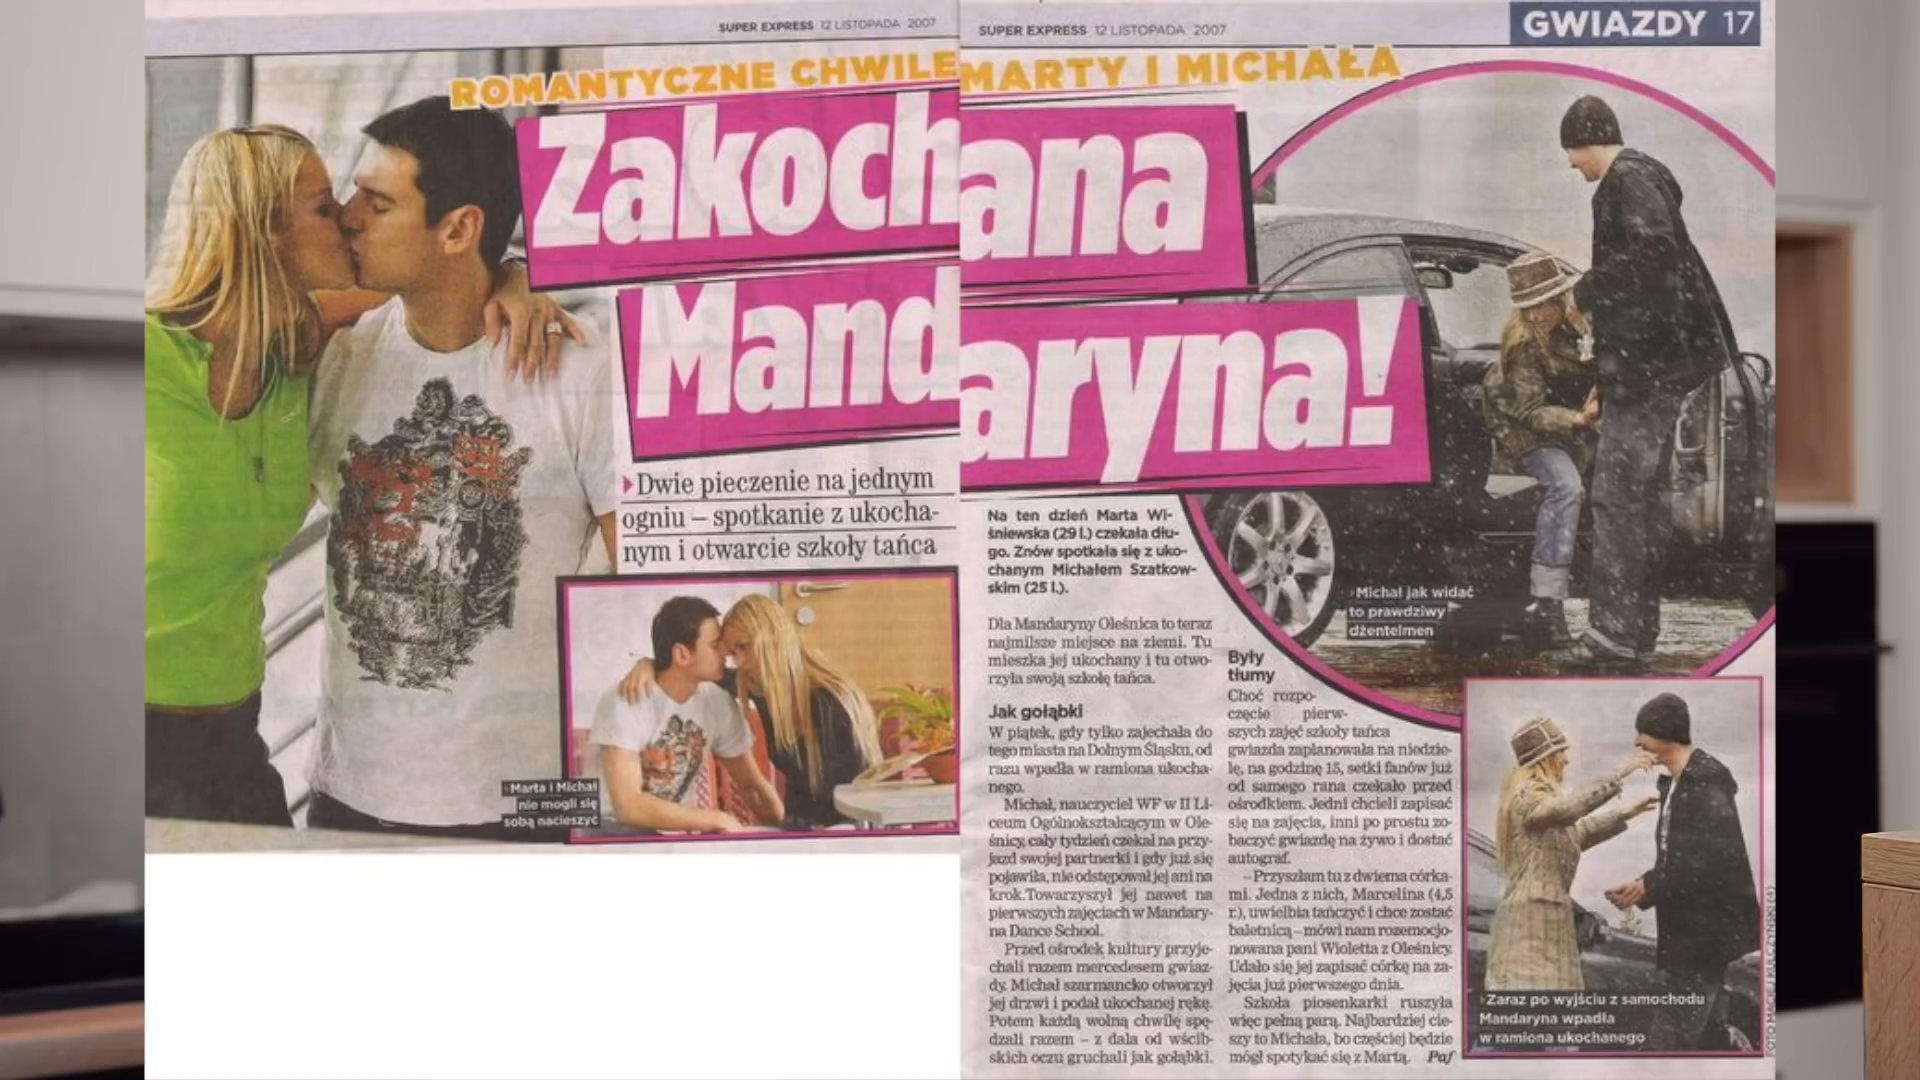 SUPER EXPRESS 12 LISTOPADA 2007
SUPER EXPRESS 12 LISTOPADA 2007
GWIAZDY 17
ROMANTYCZNE CHWILE MARTY I MICHAŁA
Zakochana
Mandaryna!
Dwie pieczenie na jednym
ogniu – spotkanie z ukocha-
nym i otwarcie szkoły tańca
Marta i Michał
nie mogli się
sobą nacieszyć
Na ten dzień Marta Wi-
śniewska (29 l.) czekała dłu-
go. Znów spotkała się z uko-
chanym Michałem Szatkow-
skim (25 l.).
Dla Mandaryny Oleśnica to teraz
najmilsze miejsce na ziemi. Tu
mieszka jej ukochany i tu otwo-
rzyła swoją szkołę tańca.
Jak gołąbki
W piątek, gdy tylko zajechała do
tego miasta na Dolnym Śląsku, od
razu wpadła w ramiona ukocha-
nego.
Michał, nauczyciel WF w II Li-
ceum Ogólnokształcącym w Ole-
śnicy, cały tydzień czekał na przy-
jazd swojej partnerki i gdy już się
pojawiła, nie odstępował jej ani na
krok. Towarzyszył jej nawet na
pierwszych zajęciach w Mandary-
na Dance School.
Przed ośrodek kultury przyje-
chali razem mercedesem gwiaz-
dy. Michał szarmancko otworzył
jej drzwi i podał ukochanej rękę.
Potem każdą wolną chwilę spę-
dzali razem – z dala od wścib-
skich oczu gruchali jak gołąbki.
Były
tłumy
Choć rozpo-
częcie pierw-
szych zajęć szkoły tańca
gwiazda zaplanowała na niedzie-
lę, na godzinę 15, setki fanów już
od samego rana czekało przed
ośrodkiem. Jedni chcieli zapisać
się na zajęcia, inni po prostu zo-
baczyć gwiazdę na żywo i dostać
autograf.
– Przyszłam tu z dwiema córka-
mi. Jedna z nich, Marcelina (4,5
r.), uwielbia tańczyć i chce zostać
baletnicą – mówi nam rozemocjo-
nowana pani Wioletta z Oleśnicy.
Udało się jej zapisać córkę na za-
jęcia już pierwszego dnia.
Szkoła piosenkarki ruszyła
więc pełną parą. Najbardziej cie-
szy to Michała, bo częściej będzie
mógł spotykać się z Martą. Paf
Michał jak widać
to prawdziwy
dżentelmen
Zaraz po wyjściu z samochodu
Mandaryna wpadła
w ramiona ukochanego
FOTO MACIEJ KULCZYŃSKI (4)